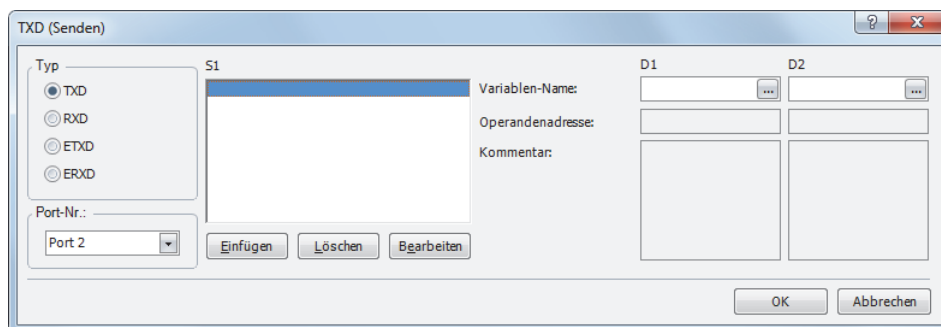 TXD (Senden)
Typ
TXD
RXD
ETXD
ERXD
Port-Nr.:
Port 2
S1
Einfügen Löschen Bearbeiten
D1 D2
Variablen-Name: ... ...
Operandenadresse:
Kommentar:
OK Abbrechen